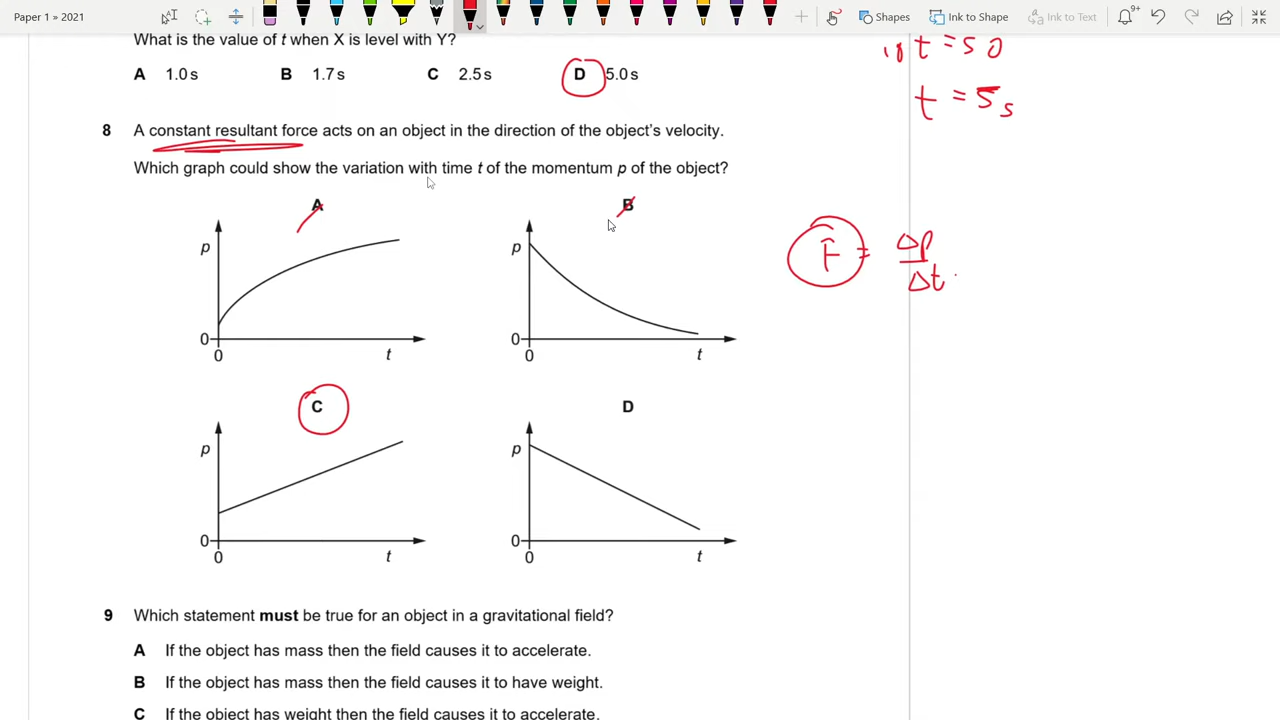 Paper 1 » 2021
Shapes
Ink to Shape
Ink to Text
9+
What is the value of t when X is level with Y?
A 1.0 s B 1.7 s C 2.5 s D 5.0 s
10 t = 50
t = 5 s
8 A constant resultant force acts on an object in the direction of the object's velocity.
Which graph could show the variation with time t of the momentum p of the object?
A B
p p
F = Δp
Δt
0 0
0 t 0 t
C D
p p
0 0
0 t 0 t
9 Which statement must be true for an object in a gravitational field?
A If the object has mass then the field causes it to accelerate.
B If the object has mass then the field causes it to have weight.
C If the object has weight then the field causes it to accelerate.